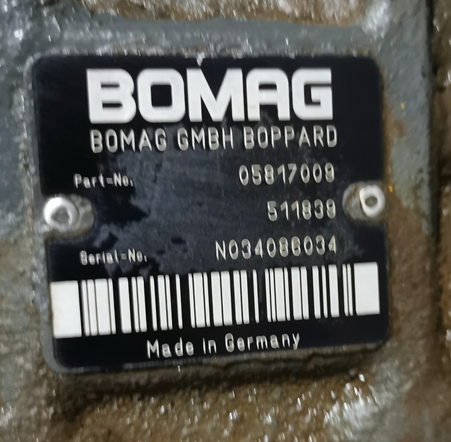 BOMAG
BOMAG GMBH BOPPARD
Part-No: 05817009
511839
Serial-No: N034086034
Made in Germany